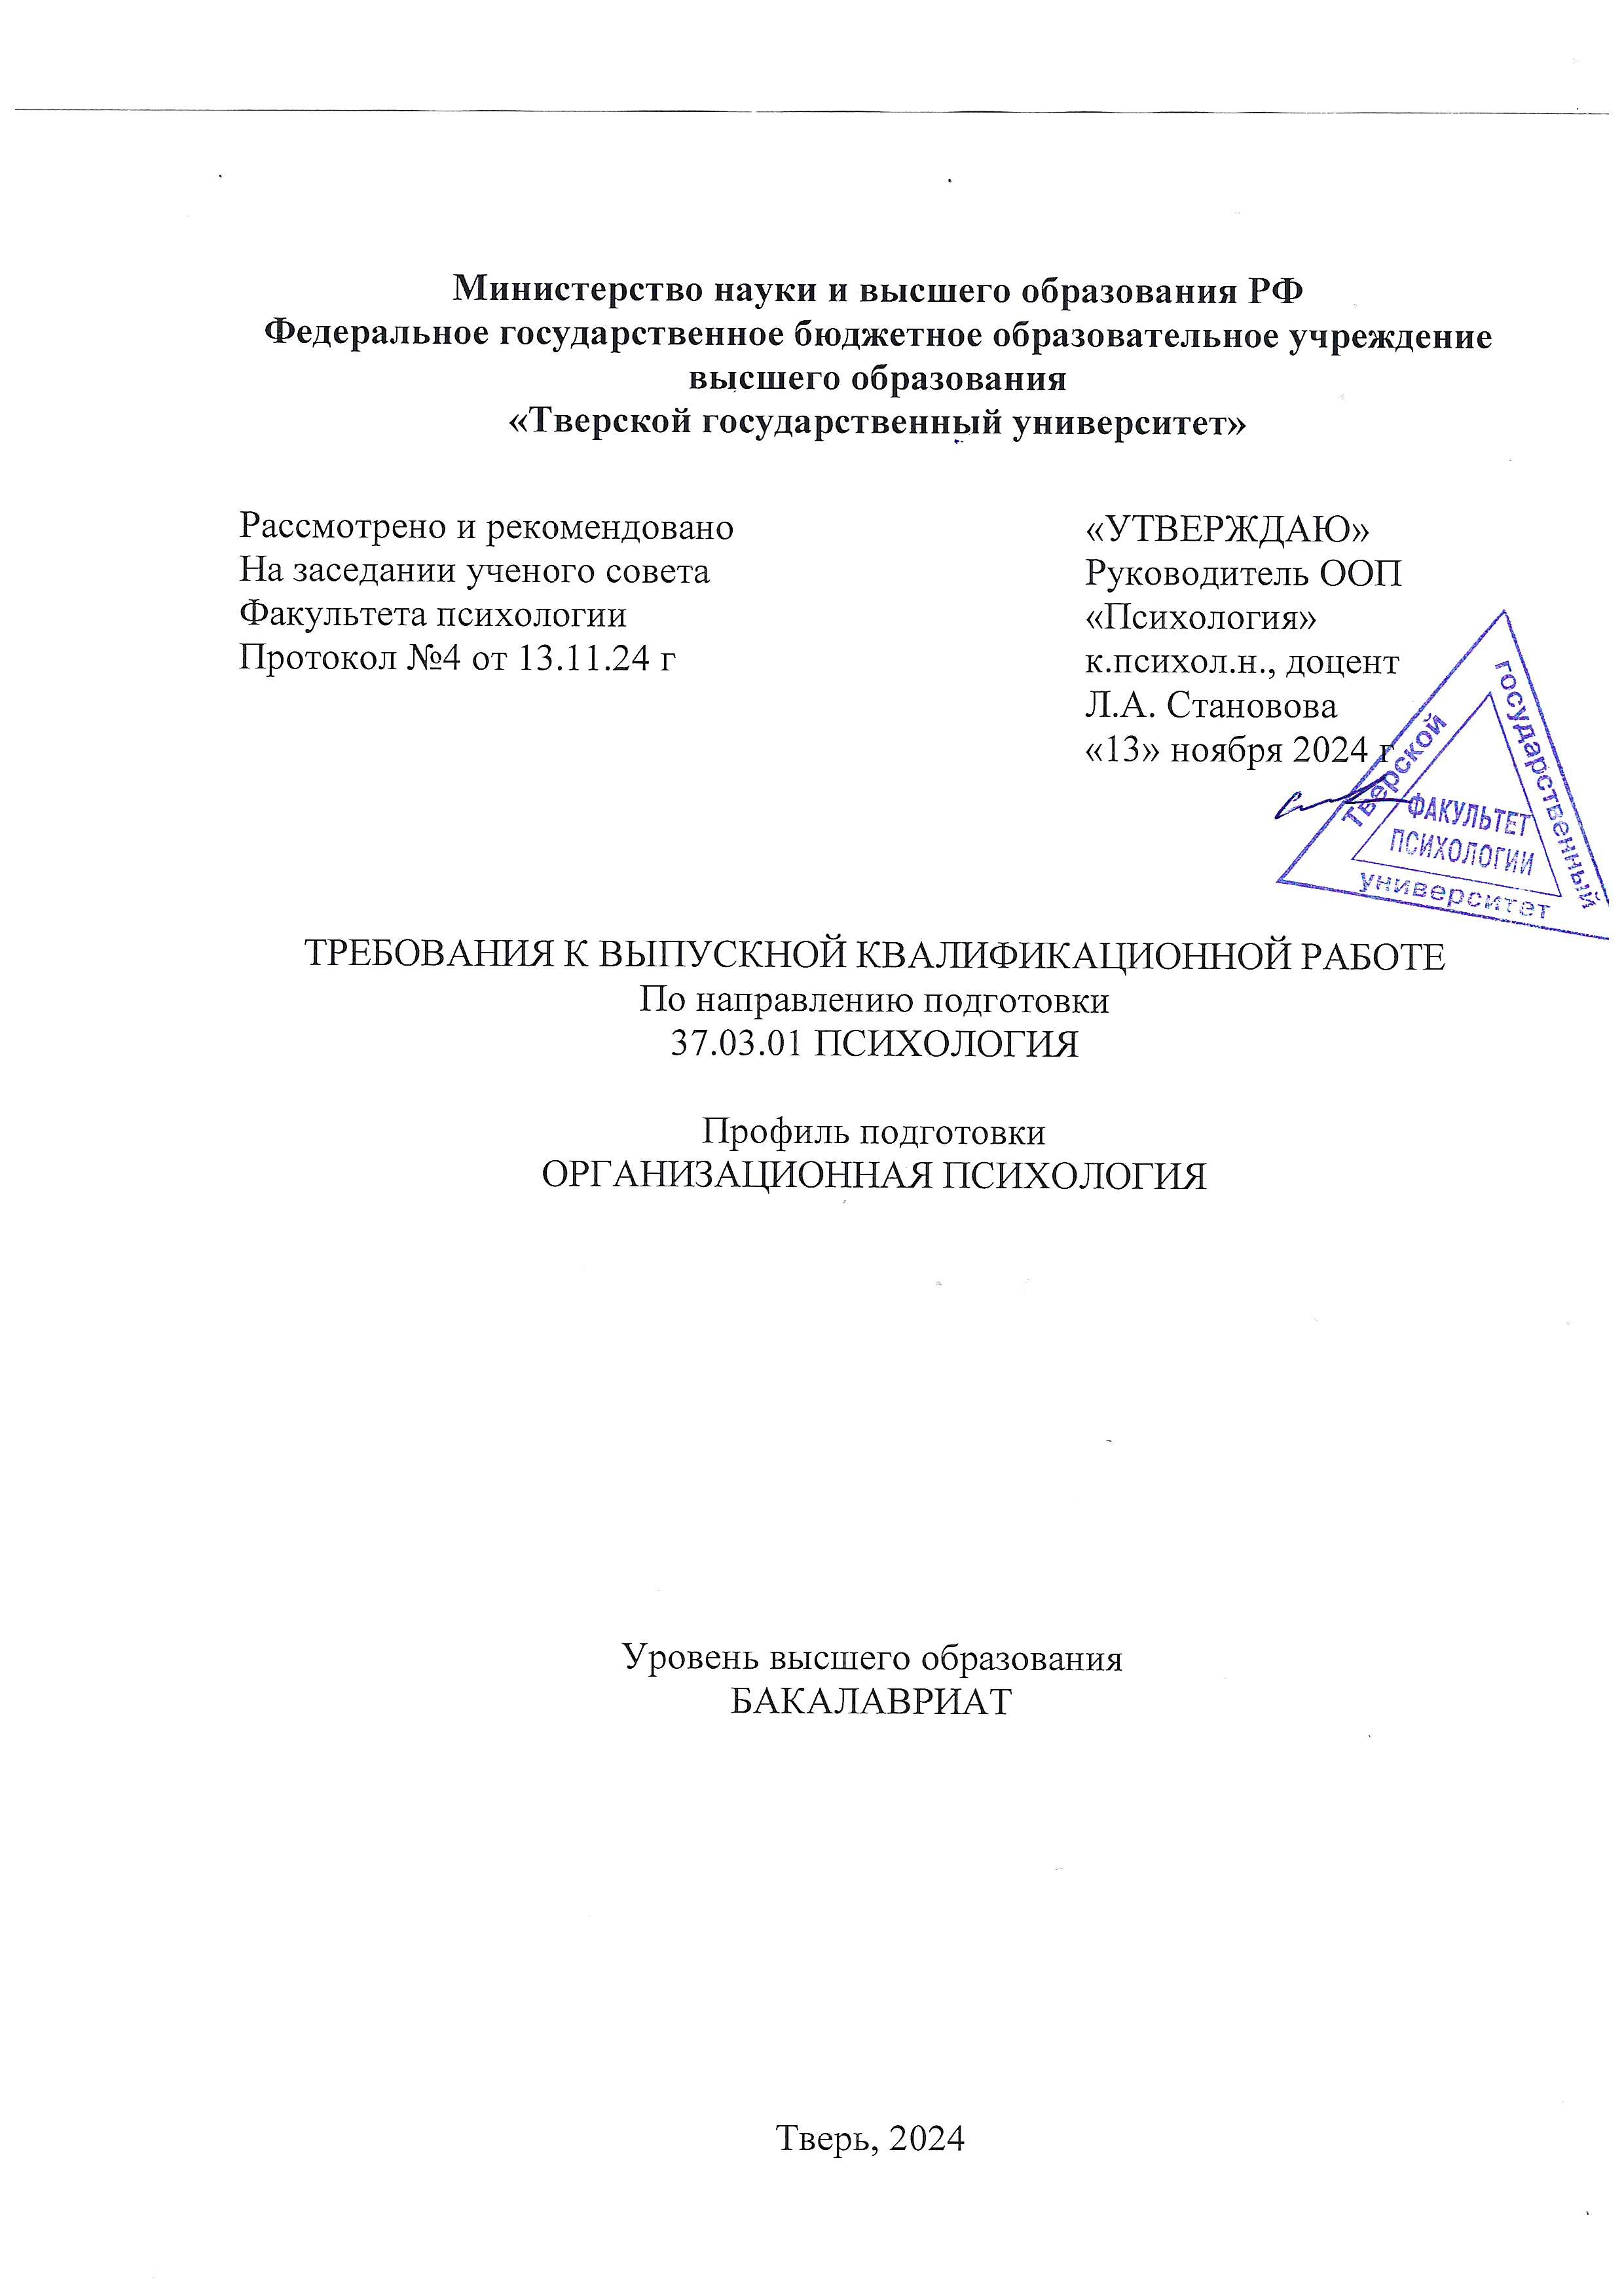 Министерство науки и высшего образования РФ
Федеральное государственное бюджетное образовательное учреждение
высшего образования
«Тверской государственный университет»
Рассмотрено и рекомендовано
На заседании ученого совета
Факультета психологии
Протокол №4 от 13.11.24 г
«УТВЕРЖДАЮ»
Руководитель ООП
«Психология»
к.психол.н., доцент
Л.А. Становова
«13» ноября 2024 г
Тверской
государственный
университет
ФАКУЛЬТЕТ
ПСИХОЛОГИИ
ТРЕБОВАНИЯ К ВЫПУСКНОЙ КВАЛИФИКАЦИОННОЙ РАБОТЕ
По направлению подготовки
37.03.01 ПСИХОЛОГИЯ
Профиль подготовки
ОРГАНИЗАЦИОННАЯ ПСИХОЛОГИЯ
Уровень высшего образования
БАКАЛАВРИАТ
Тверь, 2024